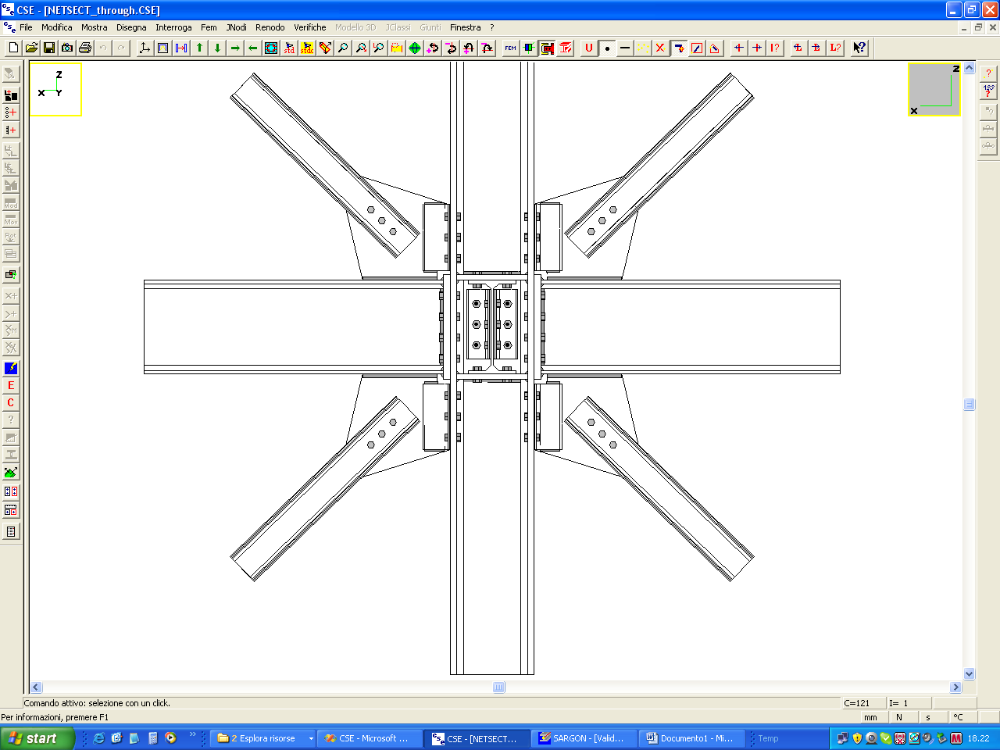 CSE - [NETSECT_through.CSE]
File Modifica Mostra Disegna Interroga Fem JNodi Renodo Verifiche Modello 3D JClassi Giunti Finestra ?
std stdc FEM U I? L?
Z
X Y
Z
X
Mod
Mov
Rot
E
C
?
Comando attivo: selezione con un click.
C=121 I= 1
Per informazioni, premere F1
mm N s °C
start
2 Esplora risorse
CSE - Microsoft ...
CSE - [NETSECT...
SARGON - [Valid...
Documento1 - Mi...
Temp
18.22